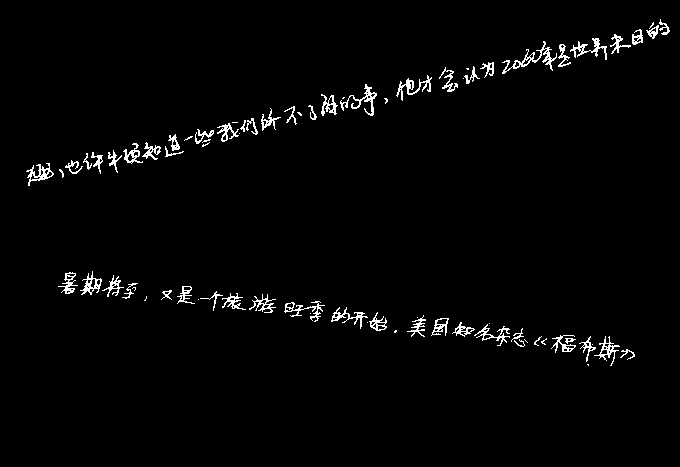 题,也许牛顿知道一些我们所不了解的事,他才会认为2060年是世界末日的
暑期将至,又是一个旅游旺季的开始.美国知名杂志《福布斯》